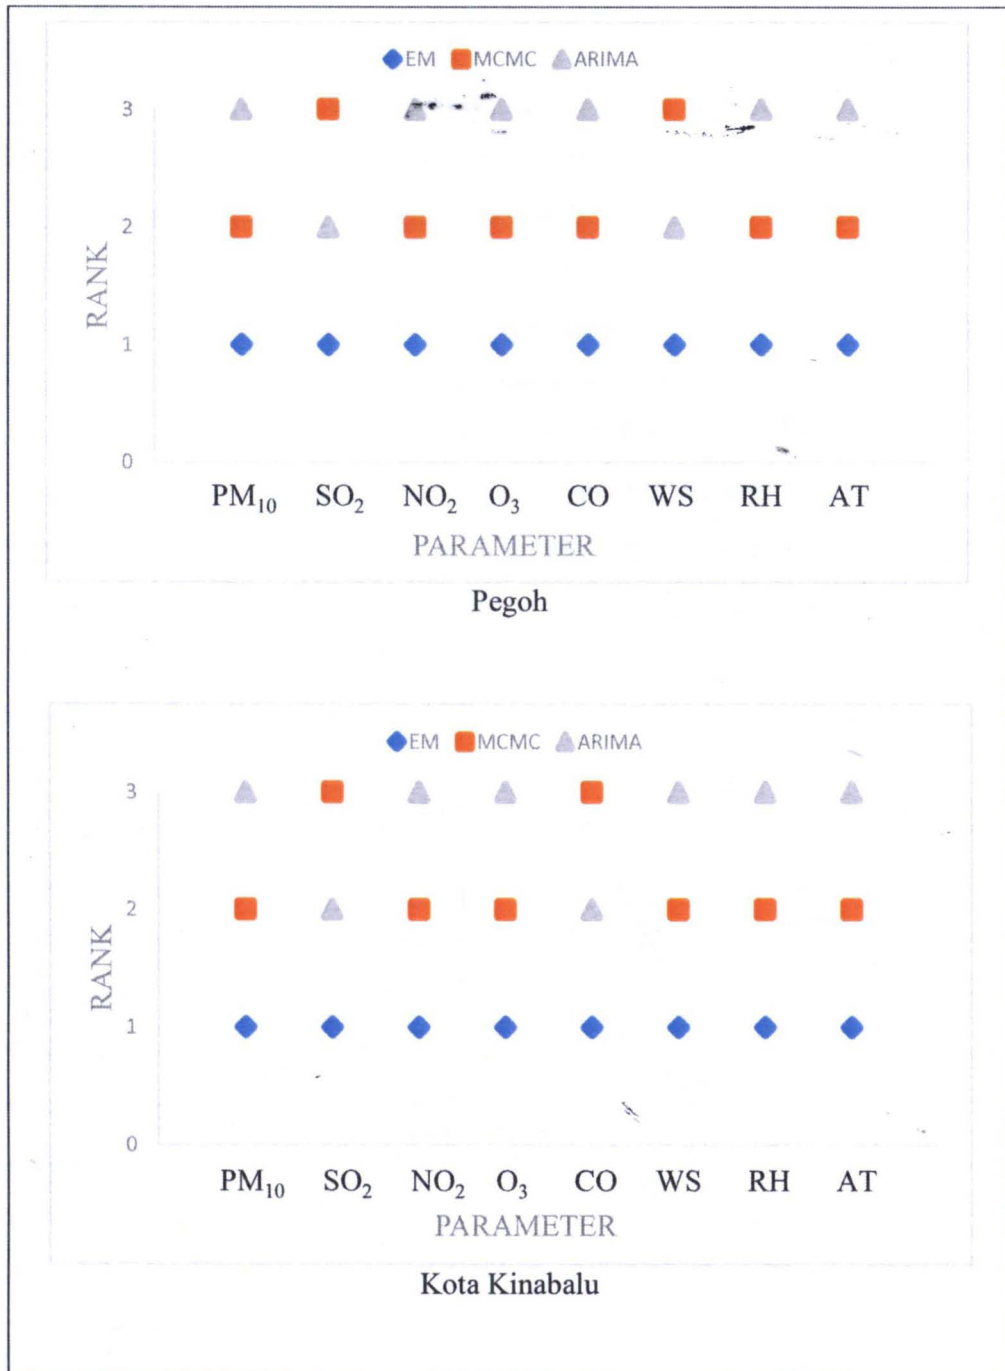 EM MCMC ARIMA
3
2
1
0
RANK
PM₁₀ SO₂ NO₂ O₃ CO WS RH AT
PARAMETER
Pegoh
EM MCMC ARIMA
3
2
1
0
RANK
PM₁₀ SO₂ NO₂ O₃ CO WS RH AT
PARAMETER
Kota Kinabalu